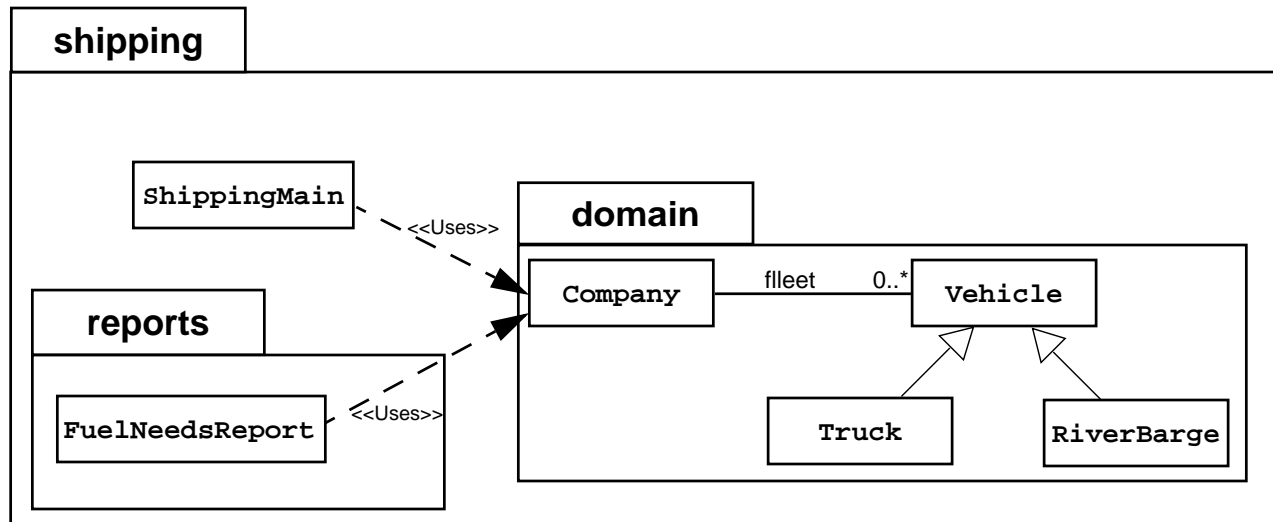 shipping
ShippingMain
<<Uses>>
domain
Company
flleet
0..*
Vehicle
reports
FuelNeedsReport
<<Uses>>
Truck
RiverBarge